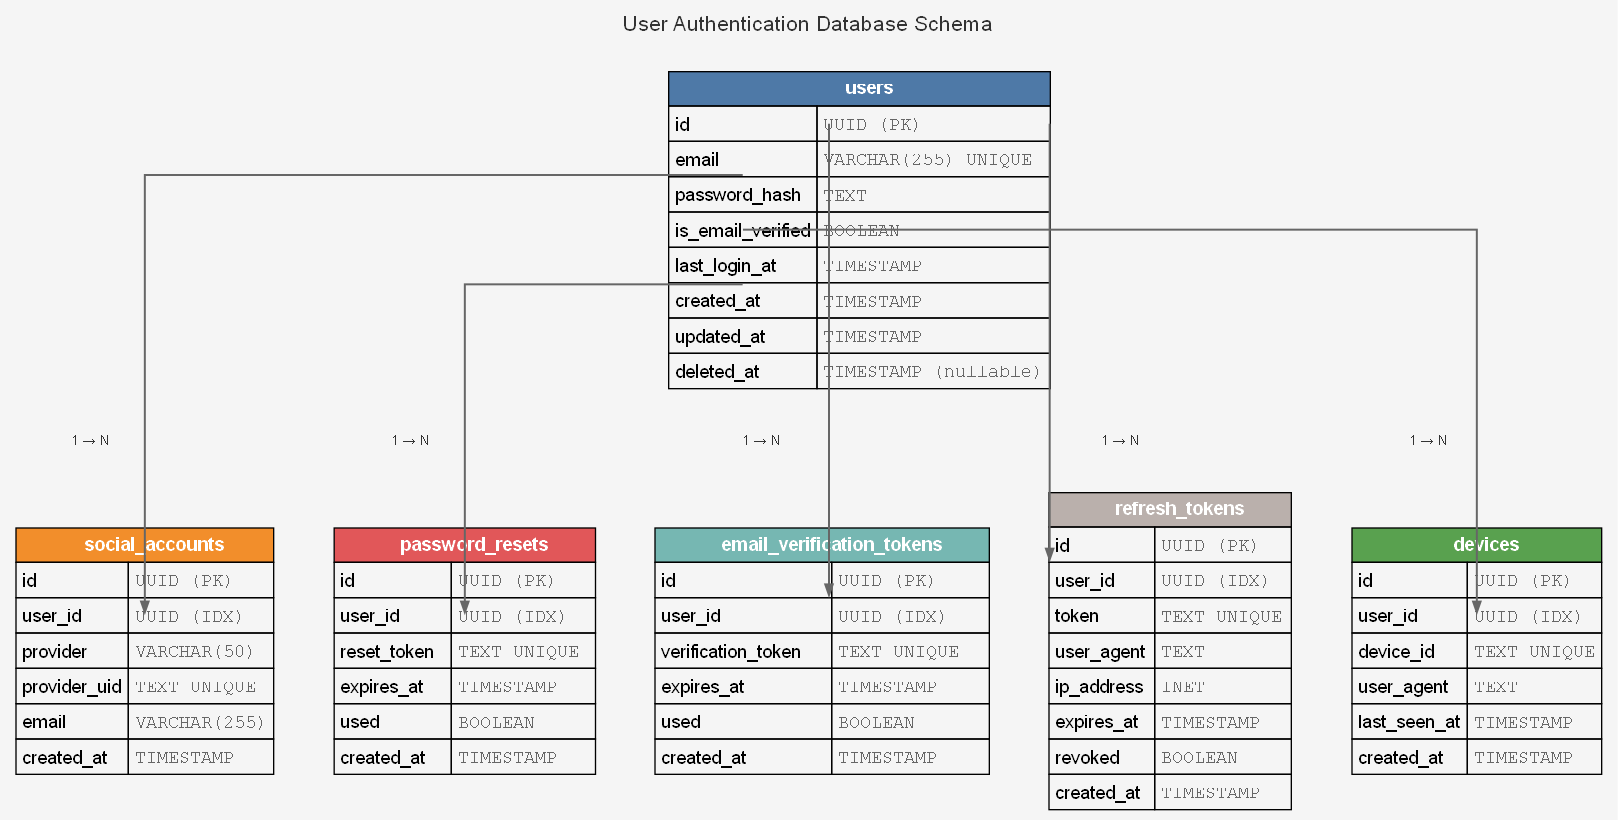 User Authentication Database Schema
users
id UUID (PK)
email VARCHAR(255) UNIQUE
password_hash TEXT
is_email_verified BOOLEAN
last_login_at TIMESTAMP
created_at TIMESTAMP
updated_at TIMESTAMP
deleted_at TIMESTAMP (nullable)
1 → N
1 → N
1 → N
1 → N
1 → N
social_accounts
id UUID (PK)
user_id UUID (IDX)
provider VARCHAR(50)
provider_uid TEXT UNIQUE
email VARCHAR(255)
created_at TIMESTAMP
password_resets
id UUID (PK)
user_id UUID (IDX)
reset_token TEXT UNIQUE
expires_at TIMESTAMP
used BOOLEAN
created_at TIMESTAMP
email_verification_tokens
id UUID (PK)
user_id UUID (IDX)
verification_token TEXT UNIQUE
expires_at TIMESTAMP
used BOOLEAN
created_at TIMESTAMP
refresh_tokens
id UUID (PK)
user_id UUID (IDX)
token TEXT UNIQUE
user_agent TEXT
ip_address INET
expires_at TIMESTAMP
revoked BOOLEAN
created_at TIMESTAMP
devices
id UUID (PK)
user_id UUID (IDX)
device_id TEXT UNIQUE
user_agent TEXT
last_seen_at TIMESTAMP
created_at TIMESTAMP